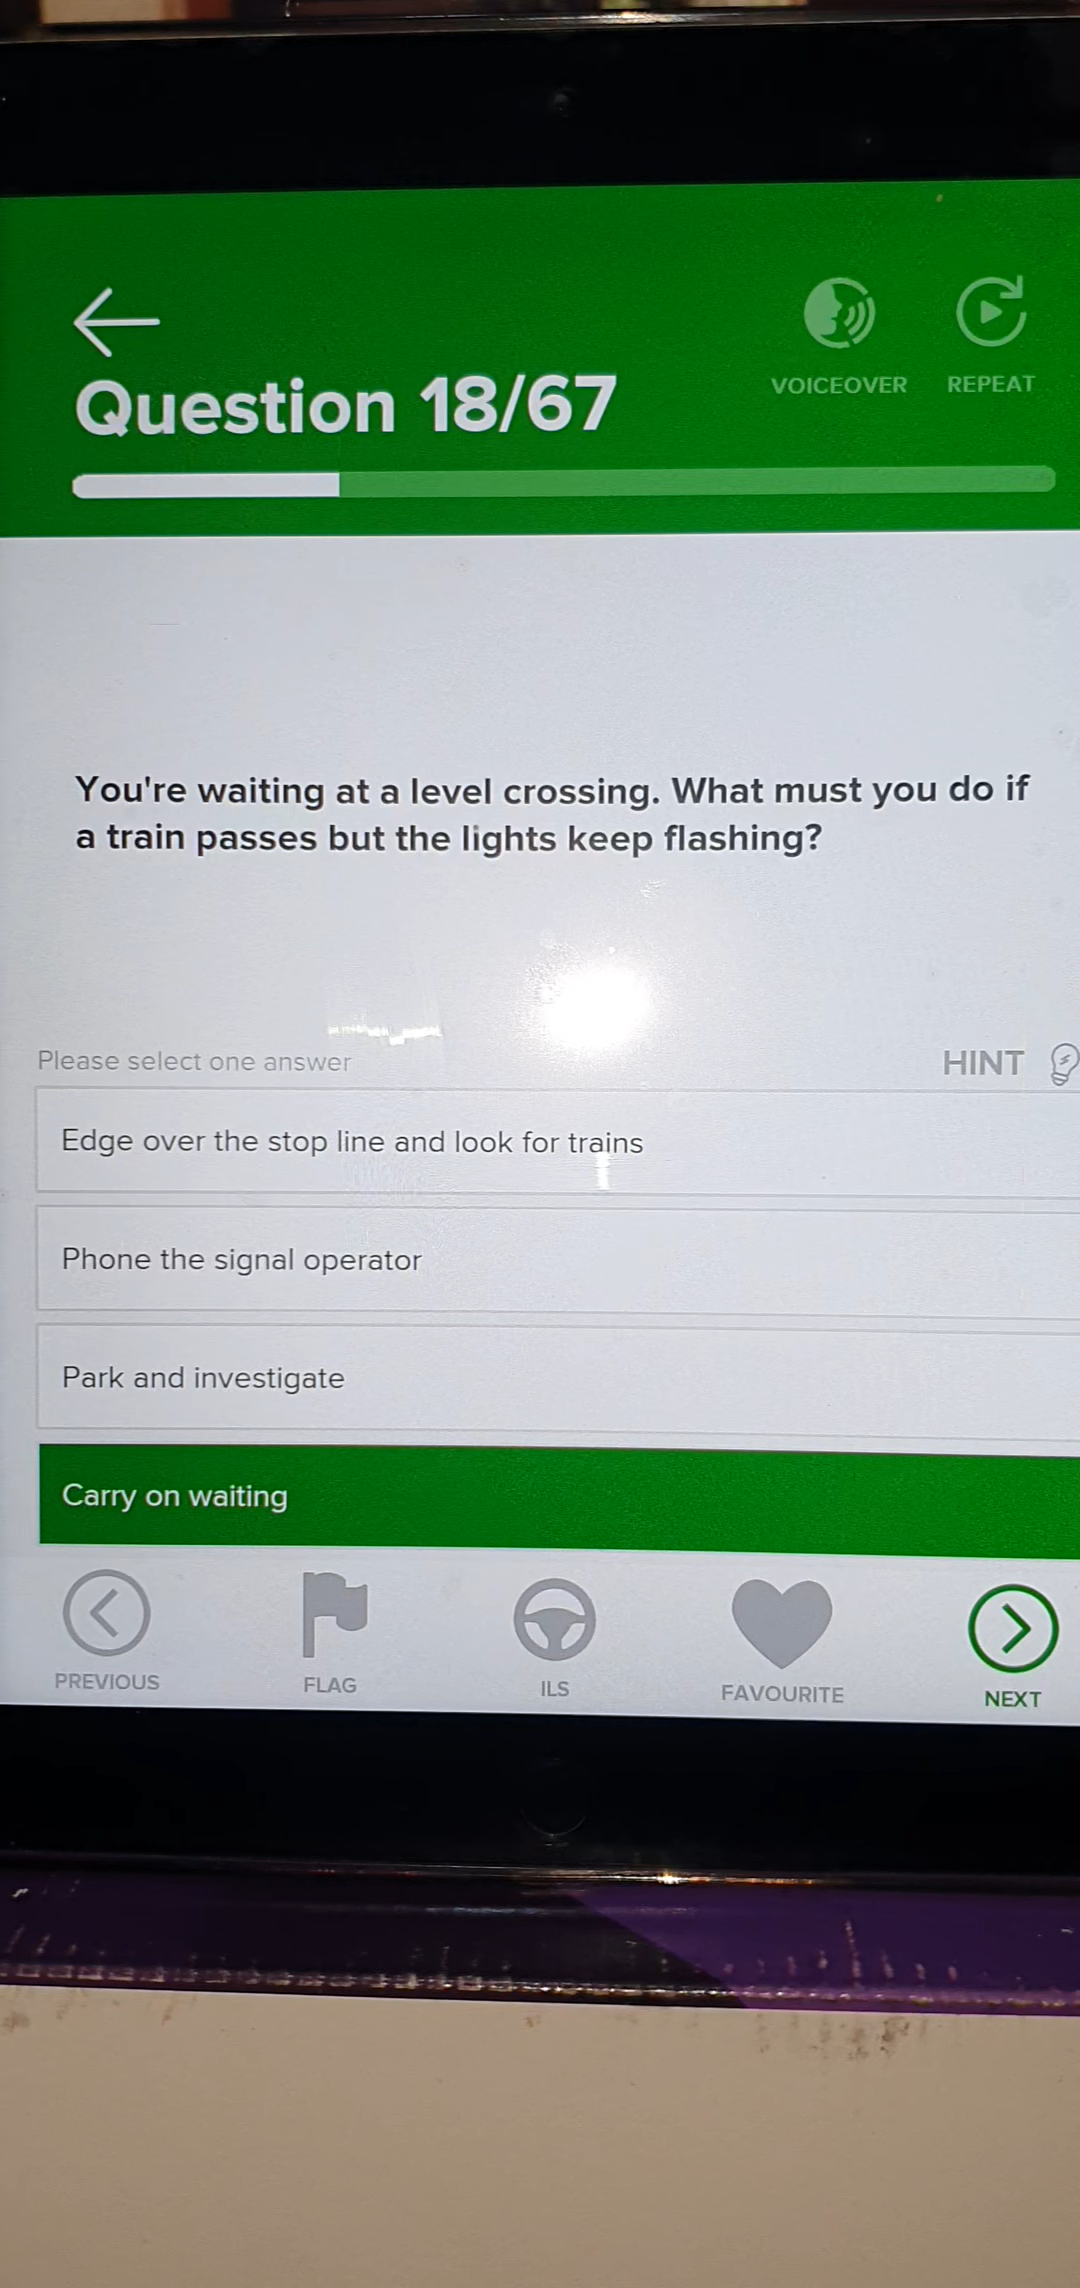 VOICEOVER
REPEAT
Question 18/67
You're waiting at a level crossing. What must you do if
a train passes but the lights keep flashing?
Please select one answer
HINT
Edge over the stop line and look for trains
Phone the signal operator
Park and investigate
Carry on waiting
PREVIOUS
FLAG
ILS
FAVOURITE
NEXT